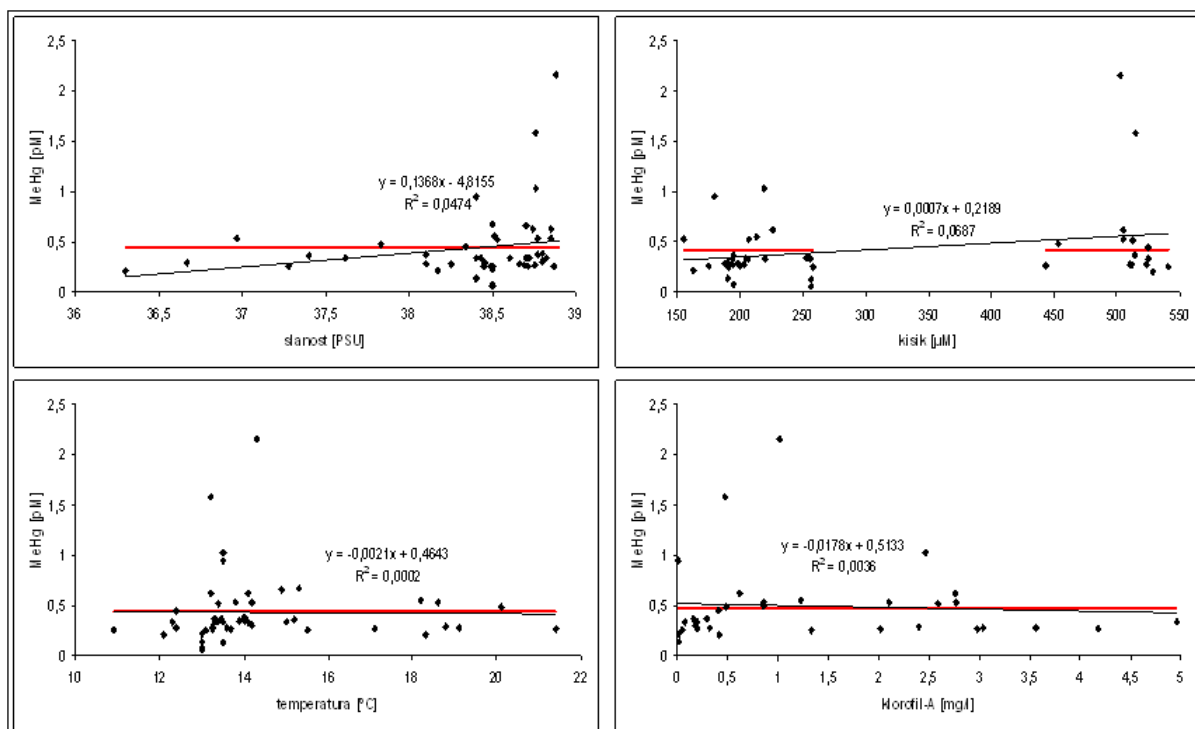 2,5
2
1,5
1
0,5
0
MeHg [pM]
y = 0,1368x - 4,8155
R² = 0,0474
36 36,5 37 37,5 38 38,5 39
slanost [PSU]
2,5
2
1,5
1
0,5
0
MeHg [pM]
y = 0,0007x + 0,2189
R² = 0,0687
150 200 250 300 350 400 450 500 550
kisik [µM]
2,5
2
1,5
1
0,5
0
MeHg [pM]
y = -0,0021x + 0,4643
R² = 0,0002
10 12 14 16 18 20 22
temperatura [ºC]
2,5
2
1,5
1
0,5
0
MeHg [pM]
y = -0,0178x + 0,5133
R² = 0,0036
0 0,5 1 1,5 2 2,5 3 3,5 4 4,5 5
klorofil-A [mg/l]